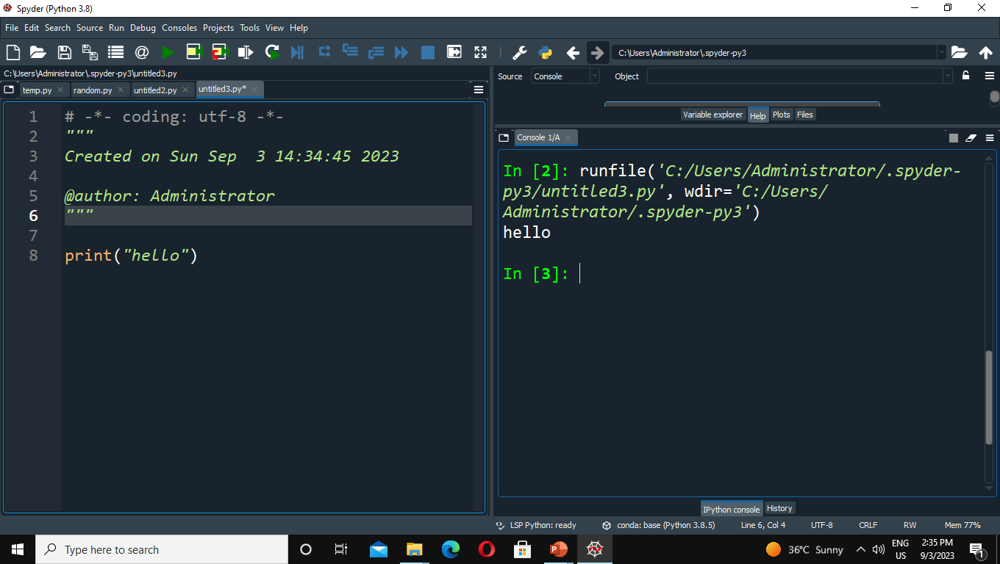 Spyder (Python 3.8)
File Edit Search Source Run Debug Consoles Projects Tools View Help
C:\Users\Administrator\.spyder-py3
C:\Users\Administrator\.spyder-py3\untitled3.py
temp.py random.py untitled2.py untitled3.py*
1 # -*- coding: utf-8 -*-
2 """
3 Created on Sun Sep  3 14:34:45 2023
4
5 @author: Administrator
6 """
7
8 print("hello")
Source Console Object
Variable explorer Help Plots Files
Console 1/A
In [2]: runfile('C:/Users/Administrator/.spyder-
py3/untitled3.py', wdir='C:/Users/
Administrator/.spyder-py3')
hello
In [3]:
IPython console History
LSP Python: ready conda: base (Python 3.8.5) Line 6, Col 4 UTF-8 CRLF RW Mem 77%
Type here to search
36°C Sunny
ENG
US
2:35 PM
9/3/2023
1